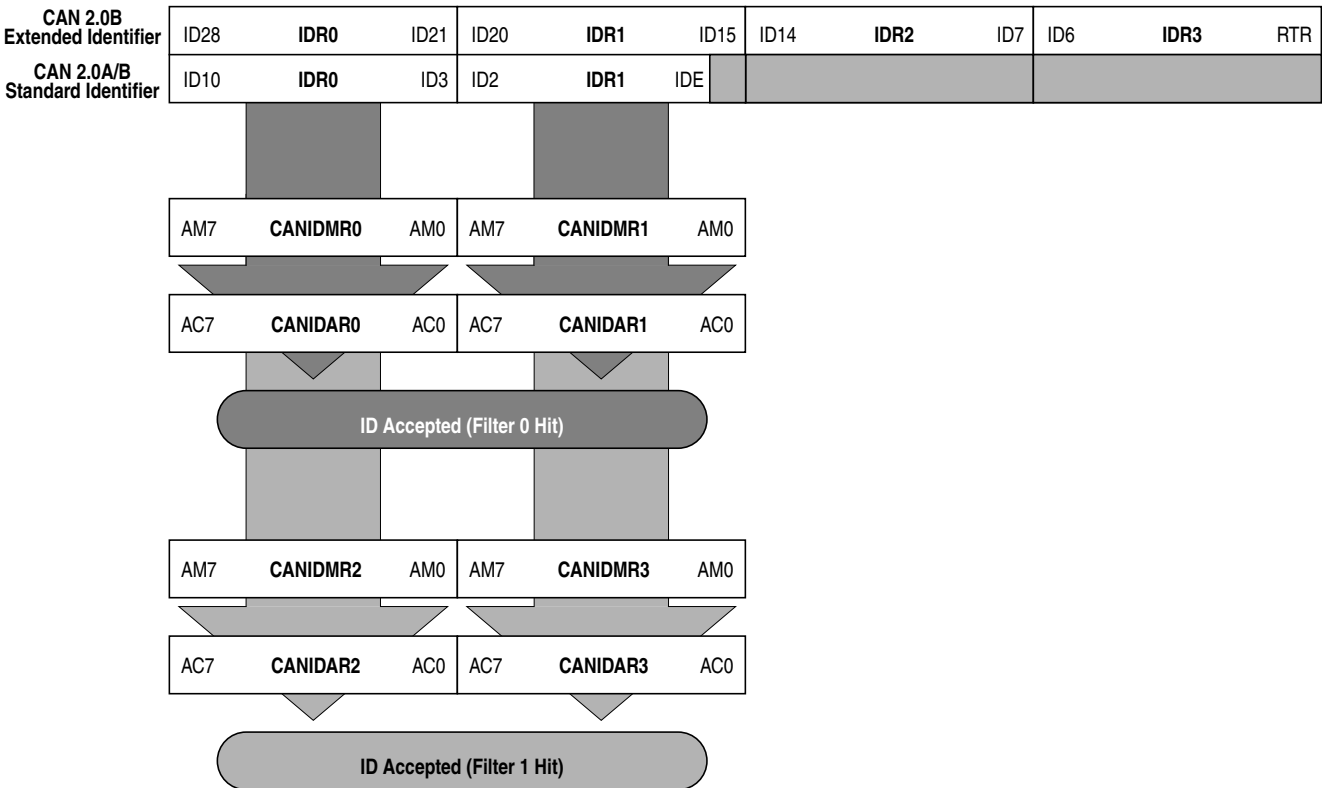 CAN 2.0B
Extended Identifier ID28 IDR0 ID21 ID20 IDR1 ID15 ID14 IDR2 ID7 ID6 IDR3 RTR
CAN 2.0A/B
Standard Identifier ID10 IDR0 ID3 ID2 IDR1 IDE
AM7 CANIDMR0 AM0 AM7 CANIDMR1 AM0
AC7 CANIDAR0 AC0 AC7 CANIDAR1 AC0
ID Accepted (Filter 0 Hit)
AM7 CANIDMR2 AM0 AM7 CANIDMR3 AM0
AC7 CANIDAR2 AC0 AC7 CANIDAR3 AC0
ID Accepted (Filter 1 Hit)